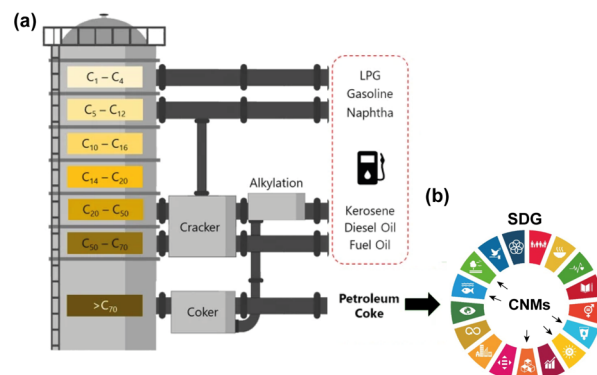 (a)
C₁ – C₄
C₅ – C₁₂
C₁₀ – C₁₆
C₁₄ – C₂₀
C₂₀ – C₅₀
C₅₀ – C₇₀
>C₇₀
Cracker
Coker
Alkylation
LPG
Gasoline
Naphtha
Kerosene
Diesel Oil
Fuel Oil
Petroleum
Coke
(b)
SDG
CNMs